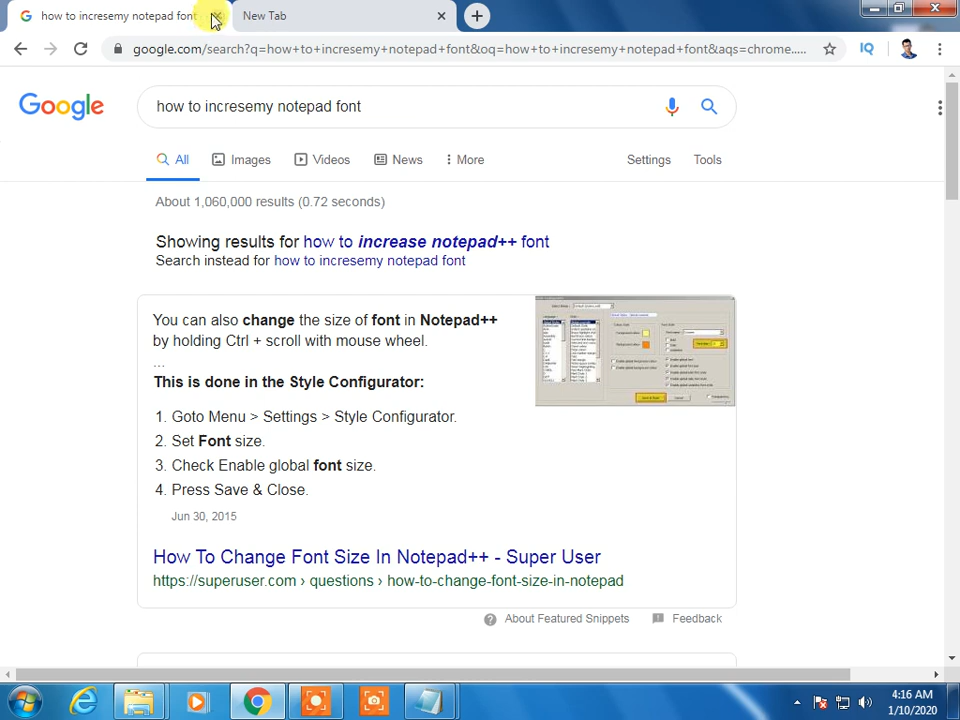 how to incresemy notepad font
New Tab
google.com/search?q=how+to+incresemy+notepad+font&oq=how+to+incresemy+notepad+font&aqs=chrome.....
IQ
Google
how to incresemy notepad font
All
Images
Videos
News
More
Settings
Tools
About 1,060,000 results (0.72 seconds)
Showing results for how to increase notepad++ font
Search instead for how to incresemy notepad font
You can also change the size of font in Notepad++
by holding Ctrl + scroll with mouse wheel.
...
This is done in the Style Configurator:
1. Goto Menu > Settings > Style Configurator.
2. Set Font size.
3. Check Enable global font size.
4. Press Save & Close.
Jun 30, 2015
How To Change Font Size In Notepad++ - Super User
https://superuser.com › questions › how-to-change-font-size-in-notepad
About Featured Snippets
Feedback
4:16 AM
1/10/2020